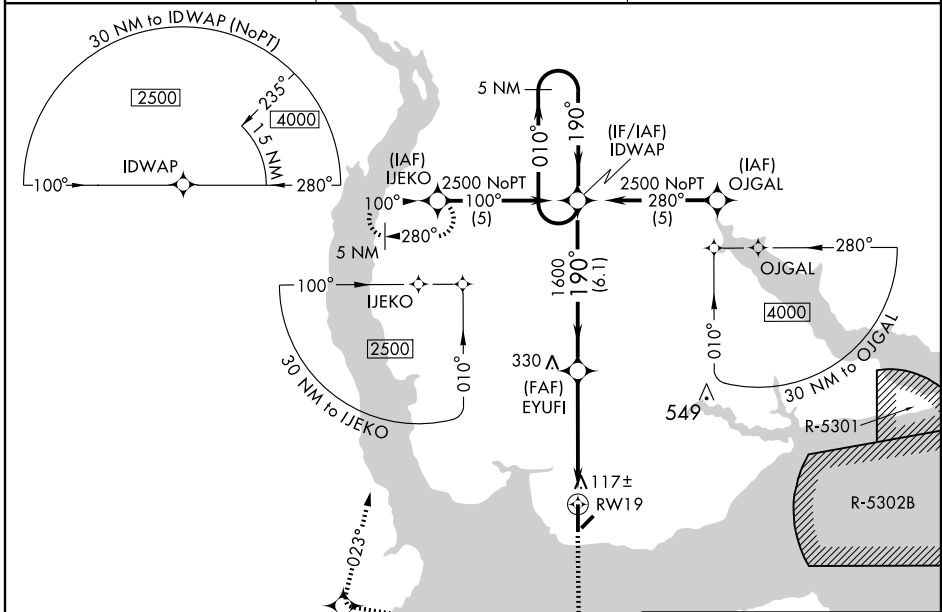 30 NM to IDWAP (NoPT)
2500
235°
4000
15 NM
IDWAP
100°
280°
5 NM
010°
190°
(IF/IAF)
IDWAP
(IAF)
IJEKO
2500 NoPT
100°
(5)
100°
280°
5 NM
2500 NoPT
280°
(5)
(IAF)
OJGAL
1600
190°
(6.1)
100°
IJEKO
010°
2500
30 NM to IJEKO
280°
OJGAL
010°
4000
30 NM to OJGAL
330
(FAF)
EYUFI
549
R-5301
R-5302B
117±
RW19
023°